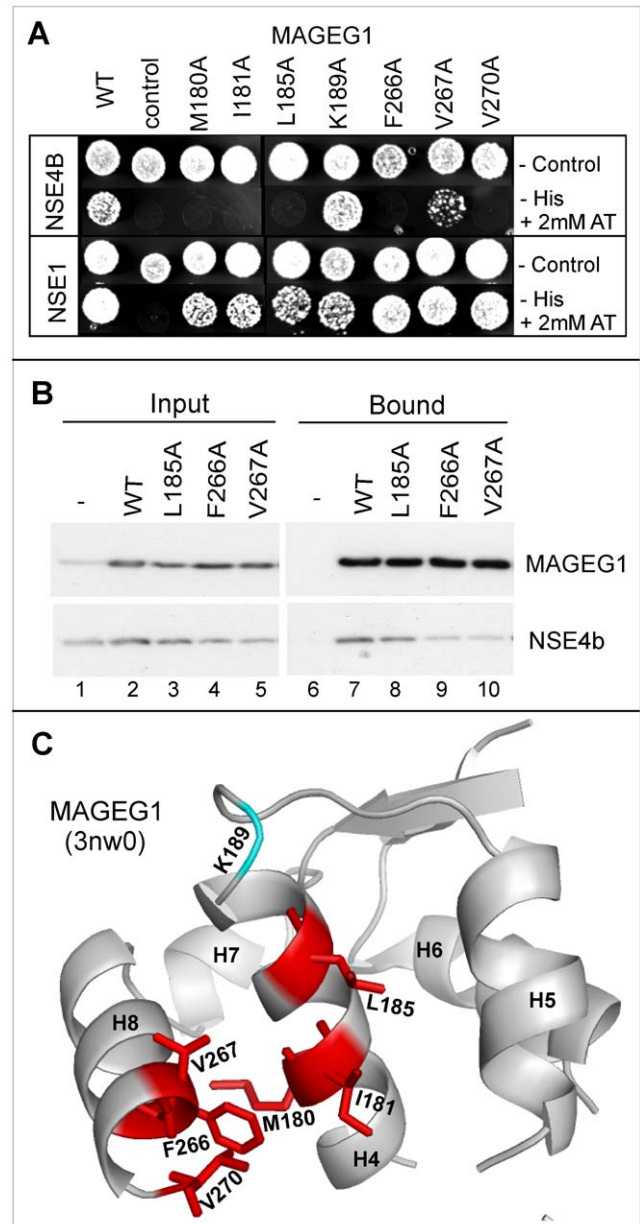 A
MAGEG1
WT control M180A I181A L185A K189A F266A V267A V270A
NSE4B
- Control
- His
+ 2mM AT
NSE1
- Control
- His
+ 2mM AT
B
Input Bound
- WT L185A F266A V267A - WT L185A F266A V267A
MAGEG1
NSE4b
1 2 3 4 5 6 7 8 9 10
C
MAGEG1
(3nw0)
K189
H7
H6
L185
H5
H8
V267
M180
I181
F266
H4
V270